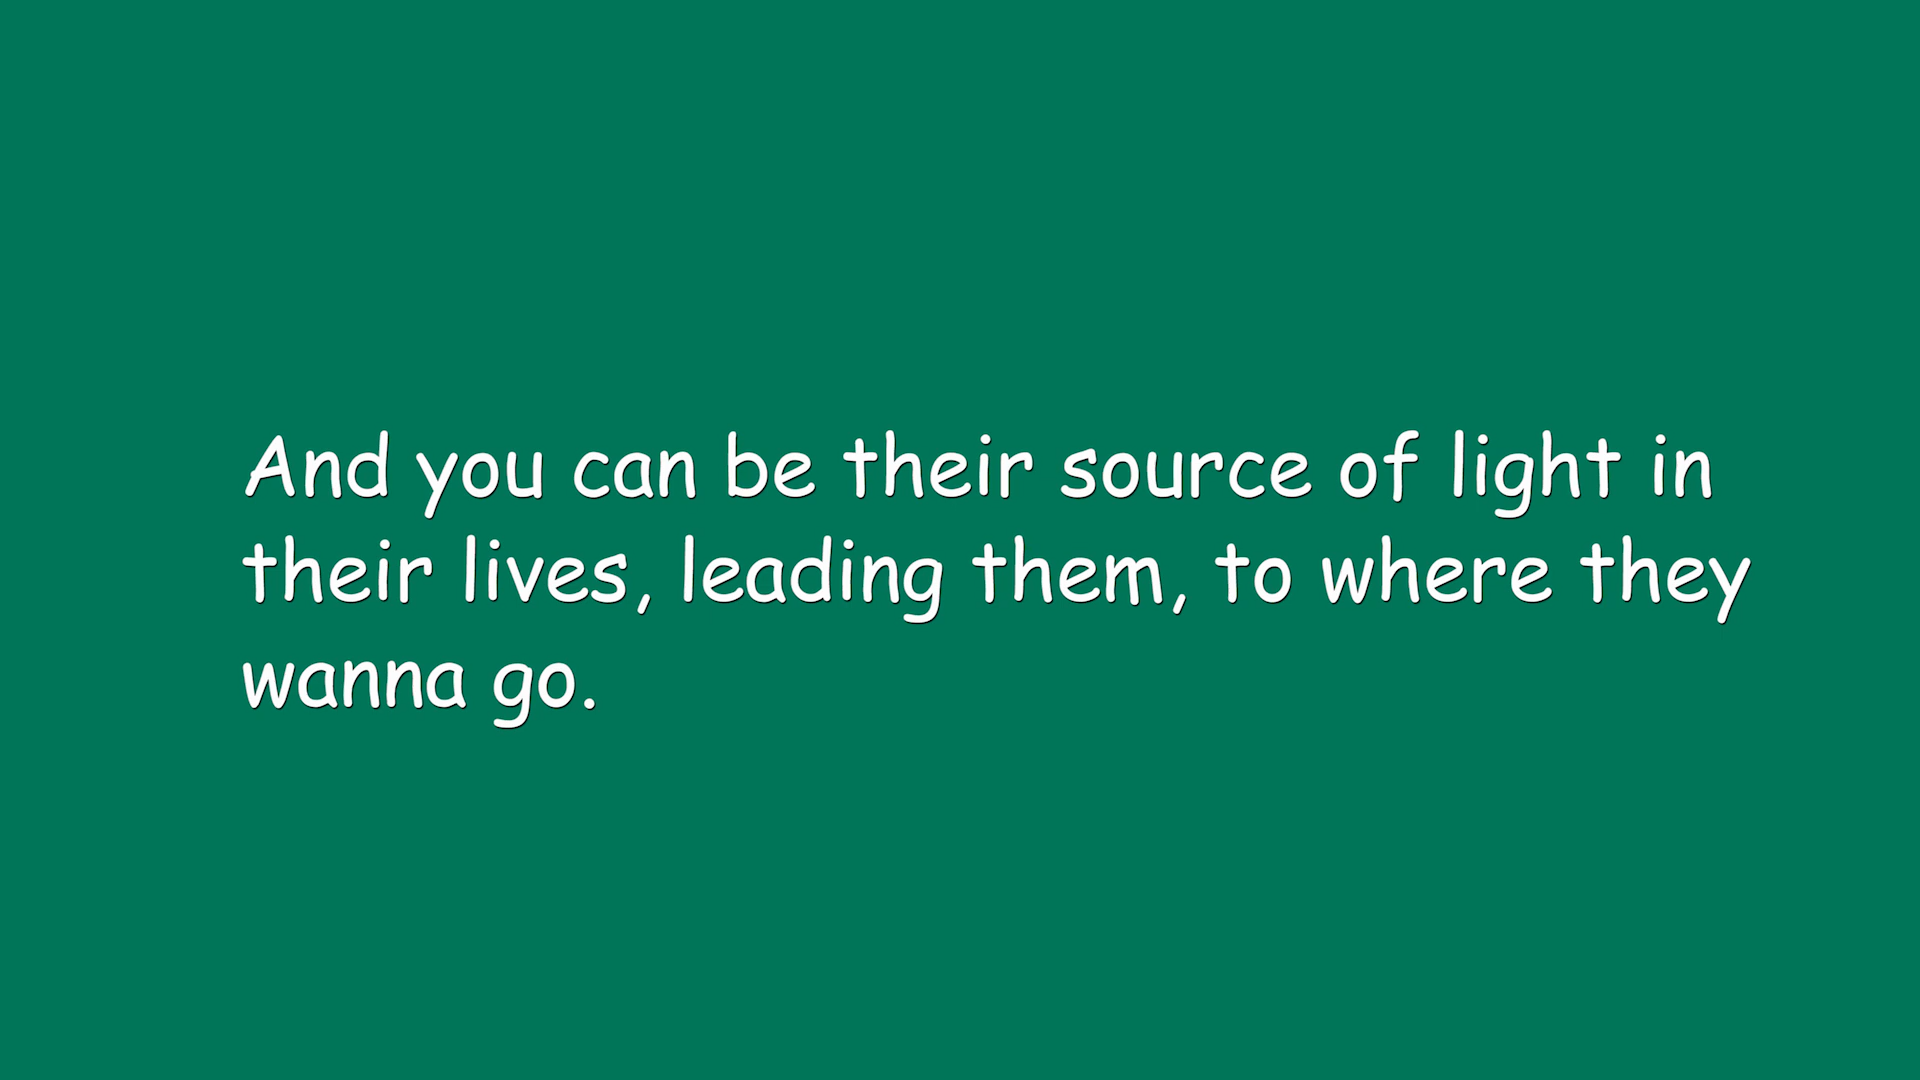 And you can be their source of light in
their lives, leading them, to where they
wanna go.